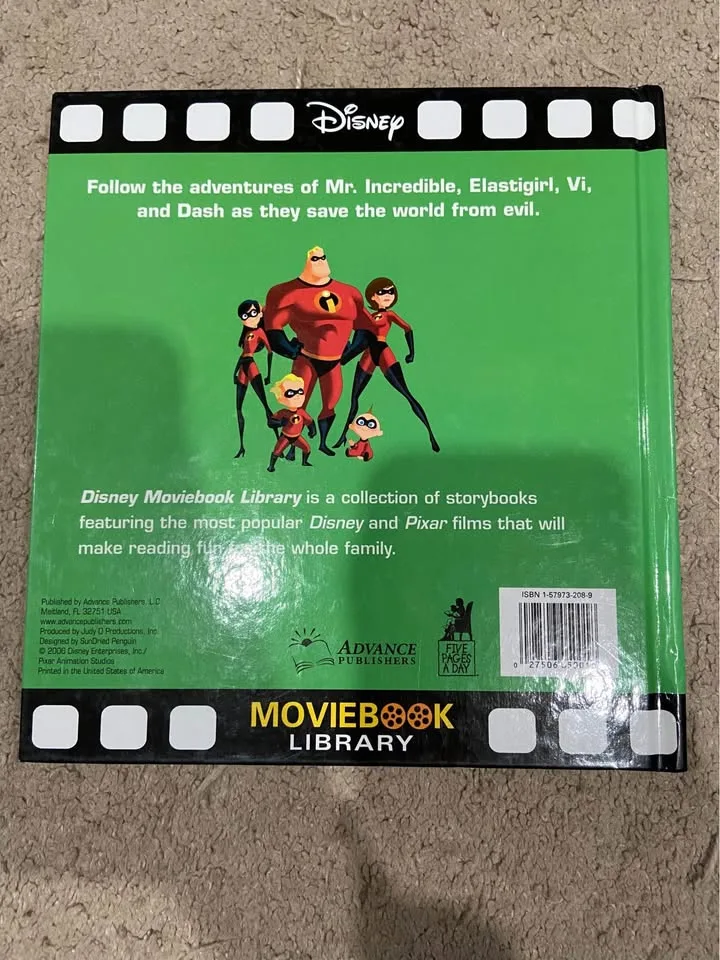 Disney
Follow the adventures of Mr. Incredible, Elastigirl, Vi,
and Dash as they save the world from evil.
Disney Moviebook Library is a collection of storybooks
featuring the most popular Disney and Pixar films that will
make reading fun for the whole family.
Published by Advance Publishers, L.C.
Maitland, FL 32751 USA
www.advancepublishers.com
Produced by Judy O Productions, Inc.
Designed by SunDried Penguin
© 2006 Disney Enterprises, Inc./
Pixar Animation Studios
Printed in the United States of America
ADVANCE
PUBLISHERS
FIVE
PAGES
A DAY
ISBN 1-57973-208-9
0 27506
MOVIEBOOK
LIBRARY